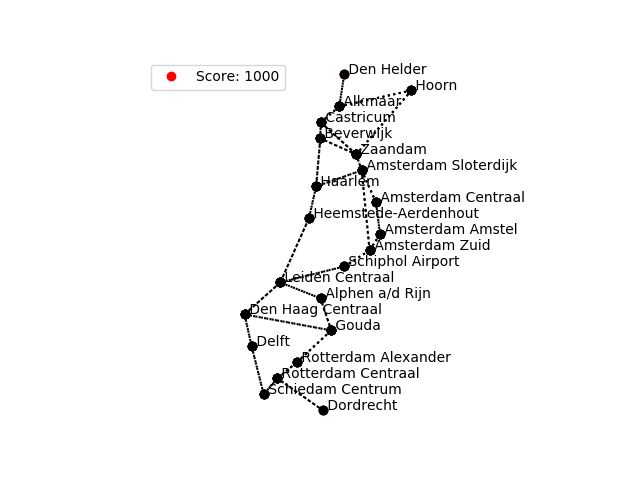 Den Helder
Score: 1000
Hoorn
Alkmaar
Castricum
Beverwijk
Zaandam
Amsterdam Sloterdijk
Haarlem
Amsterdam Centraal
Heemstede-Aerdenhout
Amsterdam Amstel
Amsterdam Zuid
Schiphol Airport
Leiden Centraal
Alphen a/d Rijn
Den Haag Centraal
Gouda
Delft
Rotterdam Alexander
Rotterdam Centraal
Schiedam Centrum
Dordrecht